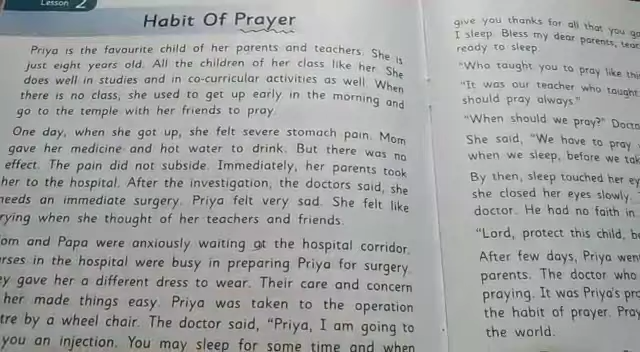 Lesson 2
Habit Of Prayer
Priya is the favourite child of her parents and teachers. She is
just eight years old. All the children of her class like her. She
does well in studies and in co-curricular activities as well. When
there is no class, she used to get up early in the morning and
go to the temple with her friends to pray.
One day, when she got up, she felt severe stomach pain. Mom
gave her medicine and hot water to drink. But there was no
effect. The pain did not subside. Immediately, her parents took
her to the hospital. After the investigation, the doctors said, she
needs an immediate surgery. Priya felt very sad. She felt like
rying when she thought of her teachers and friends.
om and Papa were anxiously waiting at the hospital corridor.
rses in the hospital were busy in preparing Priya for surgery.
ey gave her a different dress to wear. Their care and concern
her made things easy. Priya was taken to the operation
tre by a wheel chair. The doctor said, "Priya, I am going to
you an injection. You may sleep for some time and when
give you thanks for all that you
I sleep. Bless my dear parents,
ready to sleep.
"Who taught you to pray like
"It was our teacher who taught
should pray always."
"When should we pray?"
She said, "We have to pray
when we sleep, before we
By then, sleep touched her
she closed her eyes slowly.
doctor. He had no faith in
"Lord, protect this child,
After few days, Priya
parents. The doctor who
praying. It was Priya's
the habit of prayer.
the world.